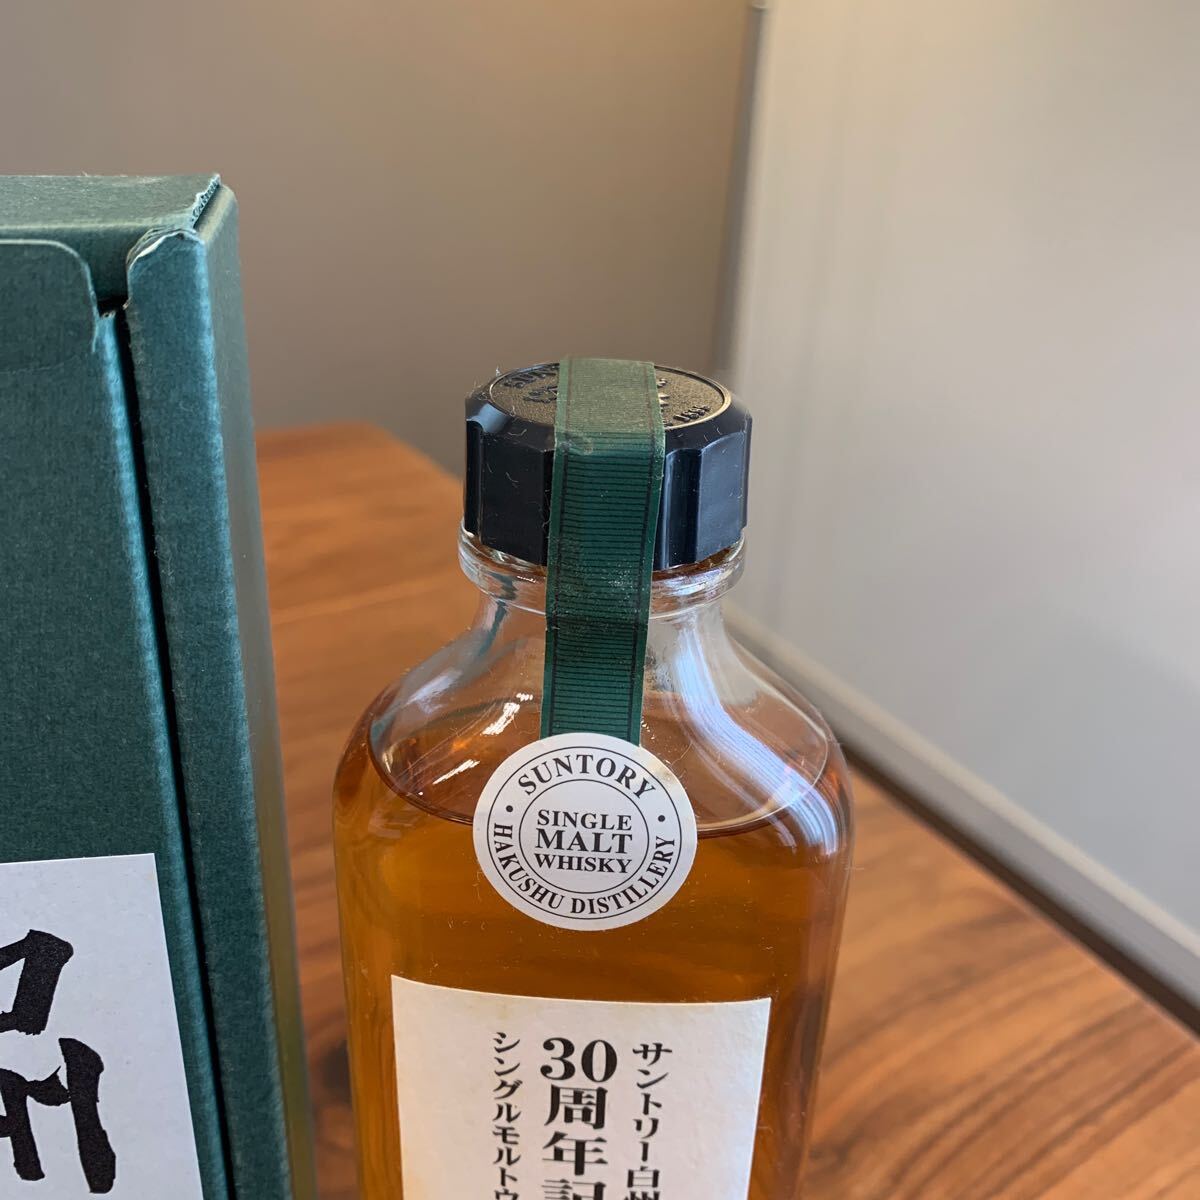 SUNTORY
SINGLE
MALT
WHISKY
HAKUSHU DISTILLERY
サントリー白州
30周年記
シングルモルトウ